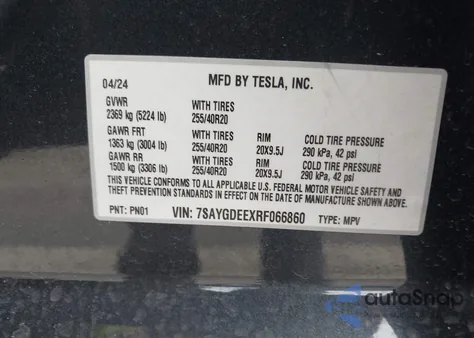 04/24 MFD BY TESLA, INC.
GVWR WITH TIRES
2369 kg (5224 lb) 255/40R20
GAWR FRT WITH TIRES RIM COLD TIRE PRESSURE
1363 kg (3004 lb) 255/40R20 20X9.5J 290 kPa, 42 psi
GAWR RR WITH TIRES RIM COLD TIRE PRESSURE
1500 kg (3306 lb) 255/40R20 20X9.5J 290 kPa, 42 psi
THIS VEHICLE CONFORMS TO ALL APPLICABLE U.S. FEDERAL MOTOR VEHICLE SAFETY AND
THEFT PREVENTION STANDARDS IN EFFECT ON THE DATE OF MANUFACTURE SHOWN ABOVE.
PNT: PN01 VIN: 7SAYGDEEXRF066860 TYPE: MPV
autoSnap